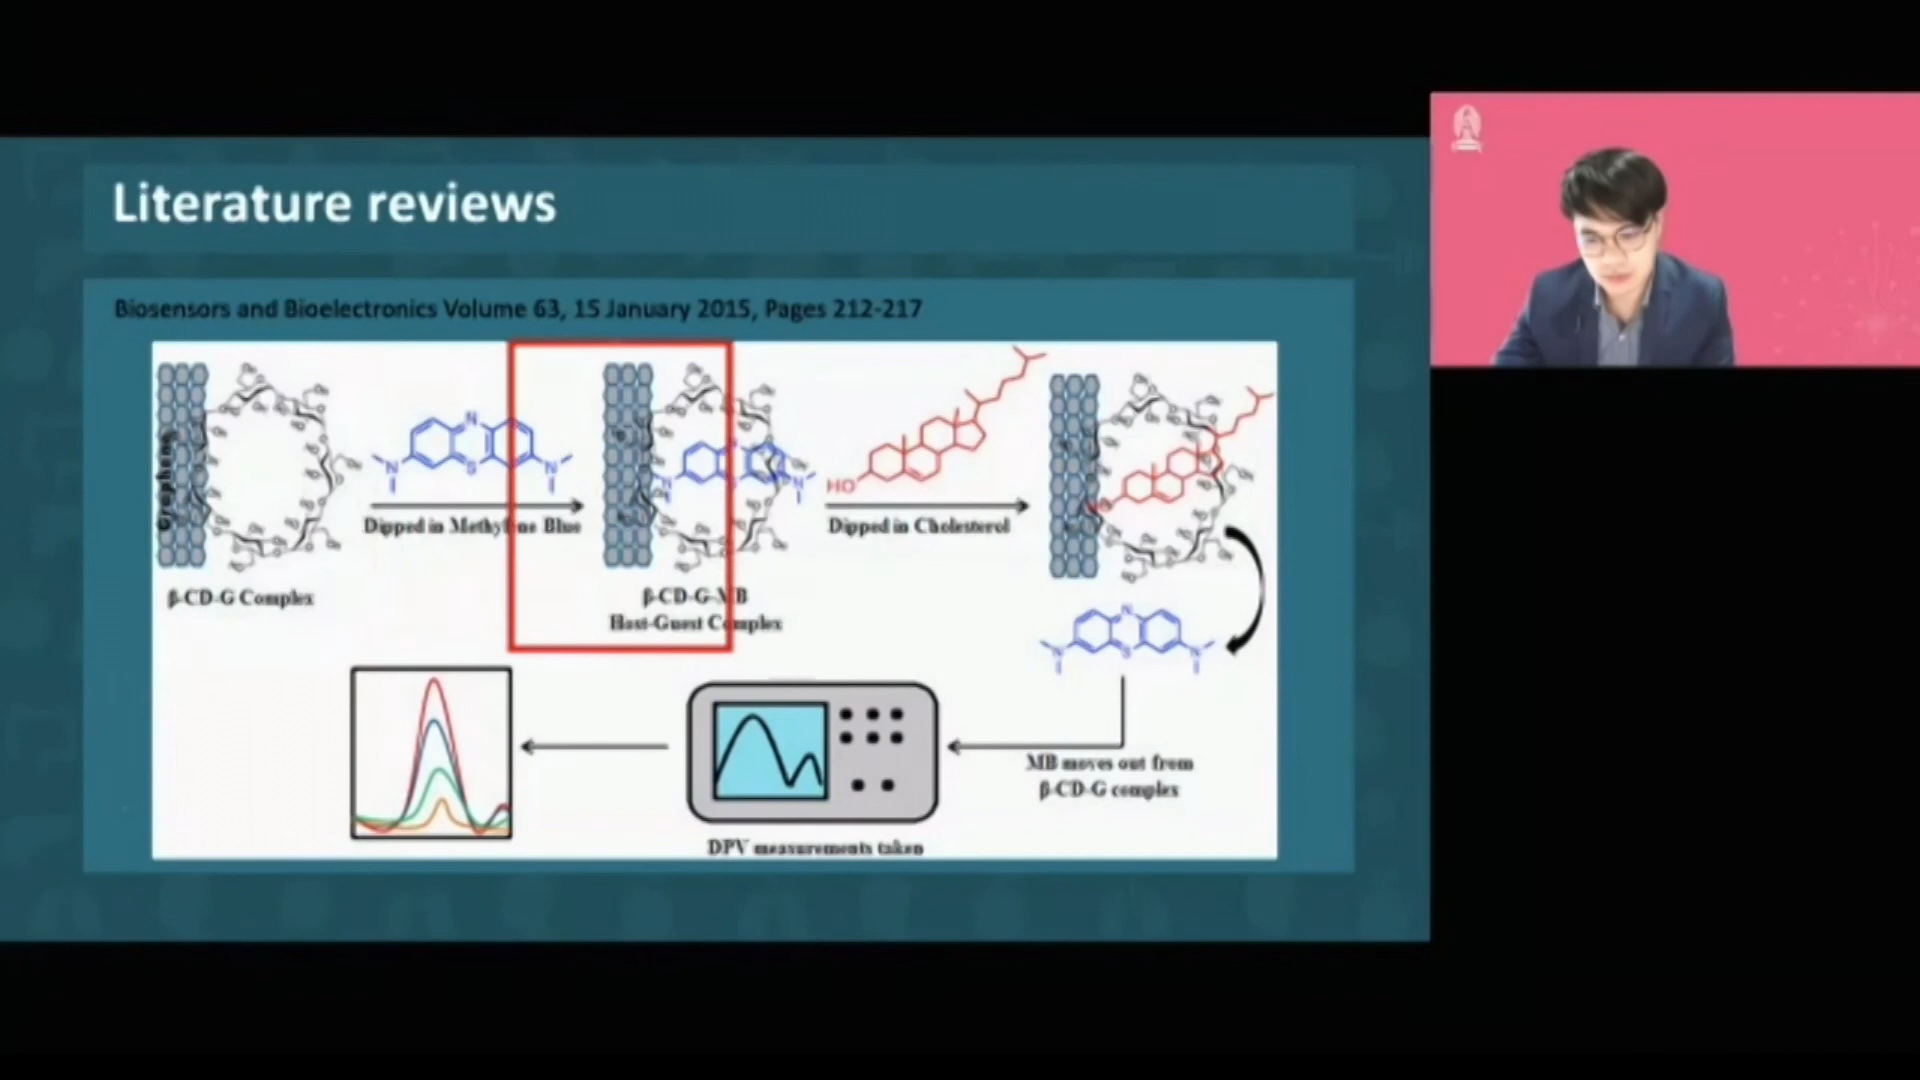 Literature reviews
Biosensors and Bioelectronics Volume 63, 15 January 2015, Pages 212-217
Graphene
N
S
N
N
Dipped in Methylene Blue
β-CD-G Complex
N
N
β-CD-G-MB
Host-Guest Complex
HO
Dipped in Cholesterol
N
S
N
N
MB moves out from
β-CD-G complex
DPV measurements taken